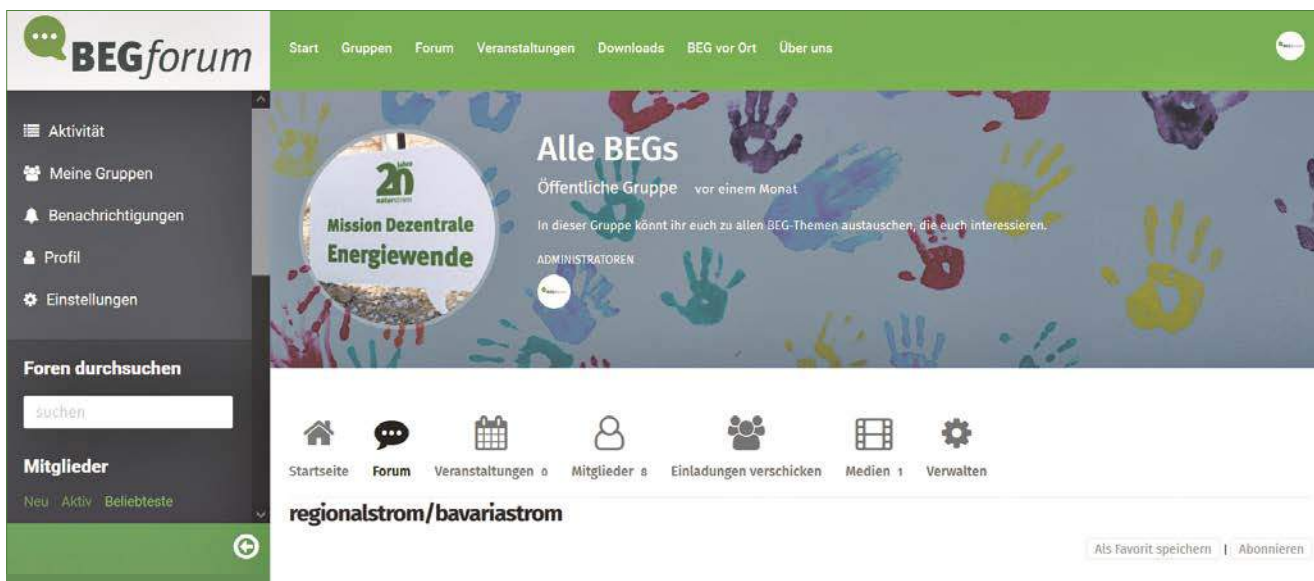 BEGforum
Start Gruppen Forum Veranstaltungen Downloads BEG vor Ort Über uns
Aktivität
Meine Gruppen
Benachrichtigungen
Profil
Einstellungen
Foren durchsuchen
suchen
Mitglieder
Neu Aktiv Beliebteste
20 Jahre
naturstrom
Mission Dezentrale
Energiewende
Alle BEGs
Öffentliche Gruppe vor einem Monat
In dieser Gruppe könnt ihr euch zu allen BEG-Themen austauschen, die euch interessieren.
ADMINISTRATOREN
Startseite Forum Veranstaltungen 0 Mitglieder 8 Einladungen verschicken Medien 1 Verwalten
regionalstrom/bavariastrom
Als Favorit speichern | Abonnieren